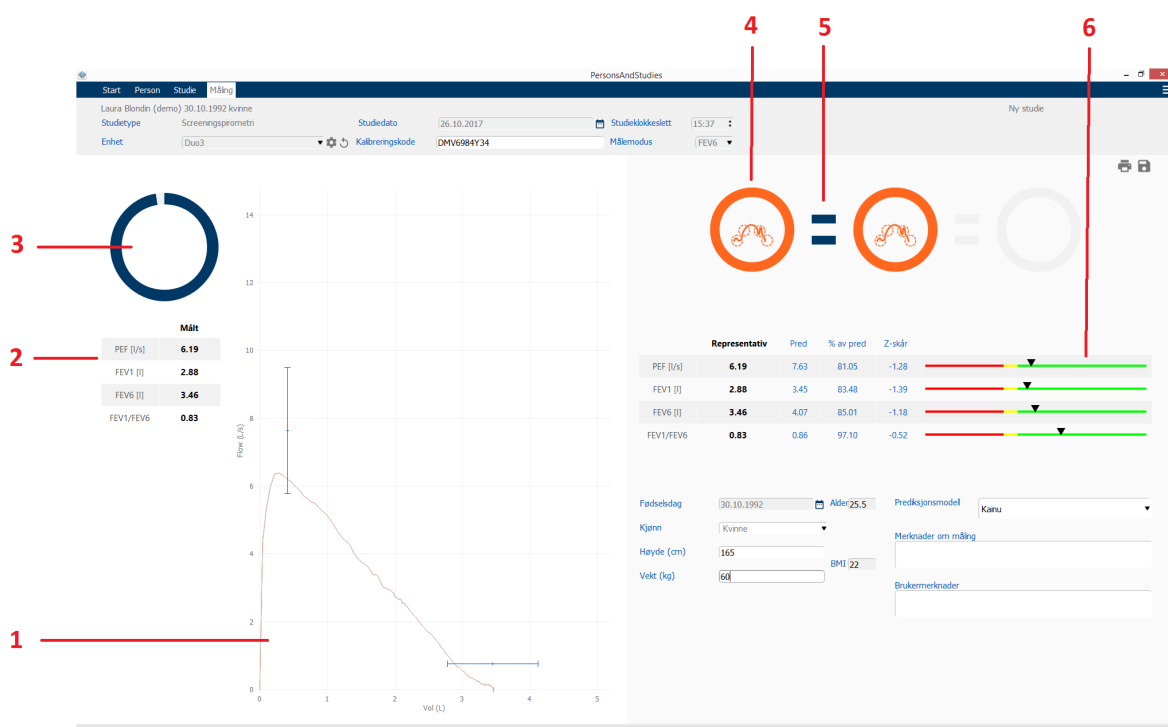 4 5 6
PersonsAndStudies
Start Person Studie Måling
Laura Blondin (demo) 30.10.1992 kvinne Ny studie
Studietype Screeningspirometri Studiedato 26.10.2017 Studieklokkeslett 15:37
Enhet Duo3 Kalibreringskode DMV6984Y34 Målemodus FEV6
3
Målt
2
PEF [l/s] 6.19
FEV1 [l] 2.88
FEV6 [l] 3.46
FEV1/FEV6 0.83
14
12
10
8
6
4
2
0
Flow (L/s)
0 1 2 3 4 5
Vol (L)
1
Representativ Pred % av pred Z-skår
PEF [l/s] 6.19 7.63 81.05 -1.28
FEV1 [l] 2.88 3.45 83.48 -1.39
FEV6 [l] 3.46 4.07 85.01 -1.18
FEV1/FEV6 0.83 0.86 97.10 -0.52
Fødselsdag 30.10.1992 Alder 25.5 Prediksjonsmodell Kainu
Kjønn Kvinne
Merknader om måling
Høyde (cm) 165
BMI 22
Vekt (kg) 60
Brukermerknader